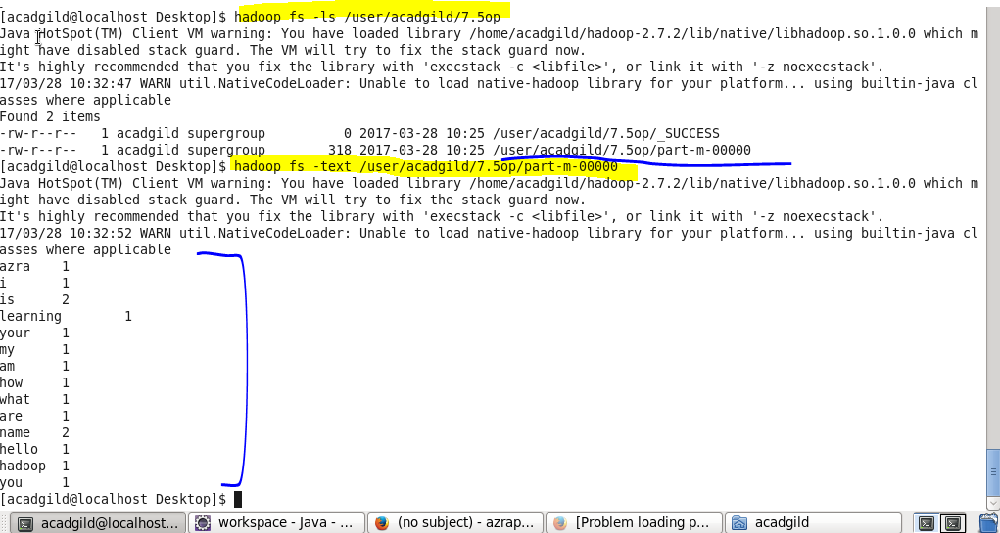 [acadgild@localhost Desktop]$ hadoop fs -ls /user/acadgild/7.5op
Java HotSpot(TM) Client VM warning: You have loaded library /home/acadgild/hadoop-2.7.2/lib/native/libhadoop.so.1.0.0 which m
ight have disabled stack guard. The VM will try to fix the stack guard now.
It's highly recommended that you fix the library with 'execstack -c <libfile>', or link it with '-z noexecstack'.
17/03/28 10:32:47 WARN util.NativeCodeLoader: Unable to load native-hadoop library for your platform... using builtin-java cl
asses where applicable
Found 2 items
-rw-r--r--   1 acadgild supergroup          0 2017-03-28 10:25 /user/acadgild/7.5op/_SUCCESS
-rw-r--r--   1 acadgild supergroup        318 2017-03-28 10:25 /user/acadgild/7.5op/part-m-00000
[acadgild@localhost Desktop]$ hadoop fs -text /user/acadgild/7.5op/part-m-00000
Java HotSpot(TM) Client VM warning: You have loaded library /home/acadgild/hadoop-2.7.2/lib/native/libhadoop.so.1.0.0 which m
ight have disabled stack guard. The VM will try to fix the stack guard now.
It's highly recommended that you fix the library with 'execstack -c <libfile>', or link it with '-z noexecstack'.
17/03/28 10:32:52 WARN util.NativeCodeLoader: Unable to load native-hadoop library for your platform... using builtin-java cl
asses where applicable
azra    1
i       1
is      2
learning        1
your    1
my      1
am      1
how     1
what    1
are     1
name    2
hello   1
hadoop  1
you     1
[acadgild@localhost Desktop]$
acadgild@localhost... workspace - Java - ... (no subject) - azrap... [Problem loading p... acadgild